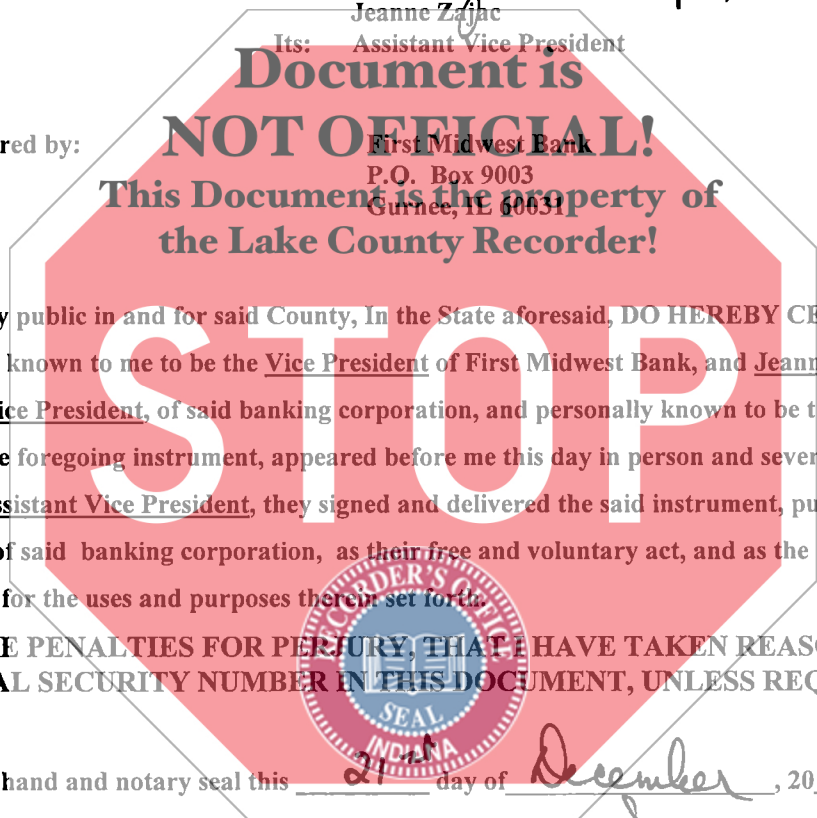 Jeanne Zajac
Its: Assistant Vice President
Document is
NOT OFFICIAL!
red by: First Midwest Bank
P.O. Box 9003
This Document is the property of
Gurnee, IL 60031
the Lake County Recorder!
STOP
y public in and for said County, In the State aforesaid, DO HEREBY CE
known to me to be the Vice President of First Midwest Bank, and Jeann
ice President, of said banking corporation, and personally known to be t
e foregoing instrument, appeared before me this day in person and sever
ssistant Vice President, they signed and delivered the said instrument, pu
of said banking corporation, as their free and voluntary act, and as the
for the uses and purposes therein set forth.
RECORDER'S OFFICE
E PENALTIES FOR PERJURY, THAT I HAVE TAKEN REASO
AL SECURITY NUMBER IN THIS DOCUMENT, UNLESS REQ
SEAL
INDIANA
hand and notary seal this 21st day of December, 20